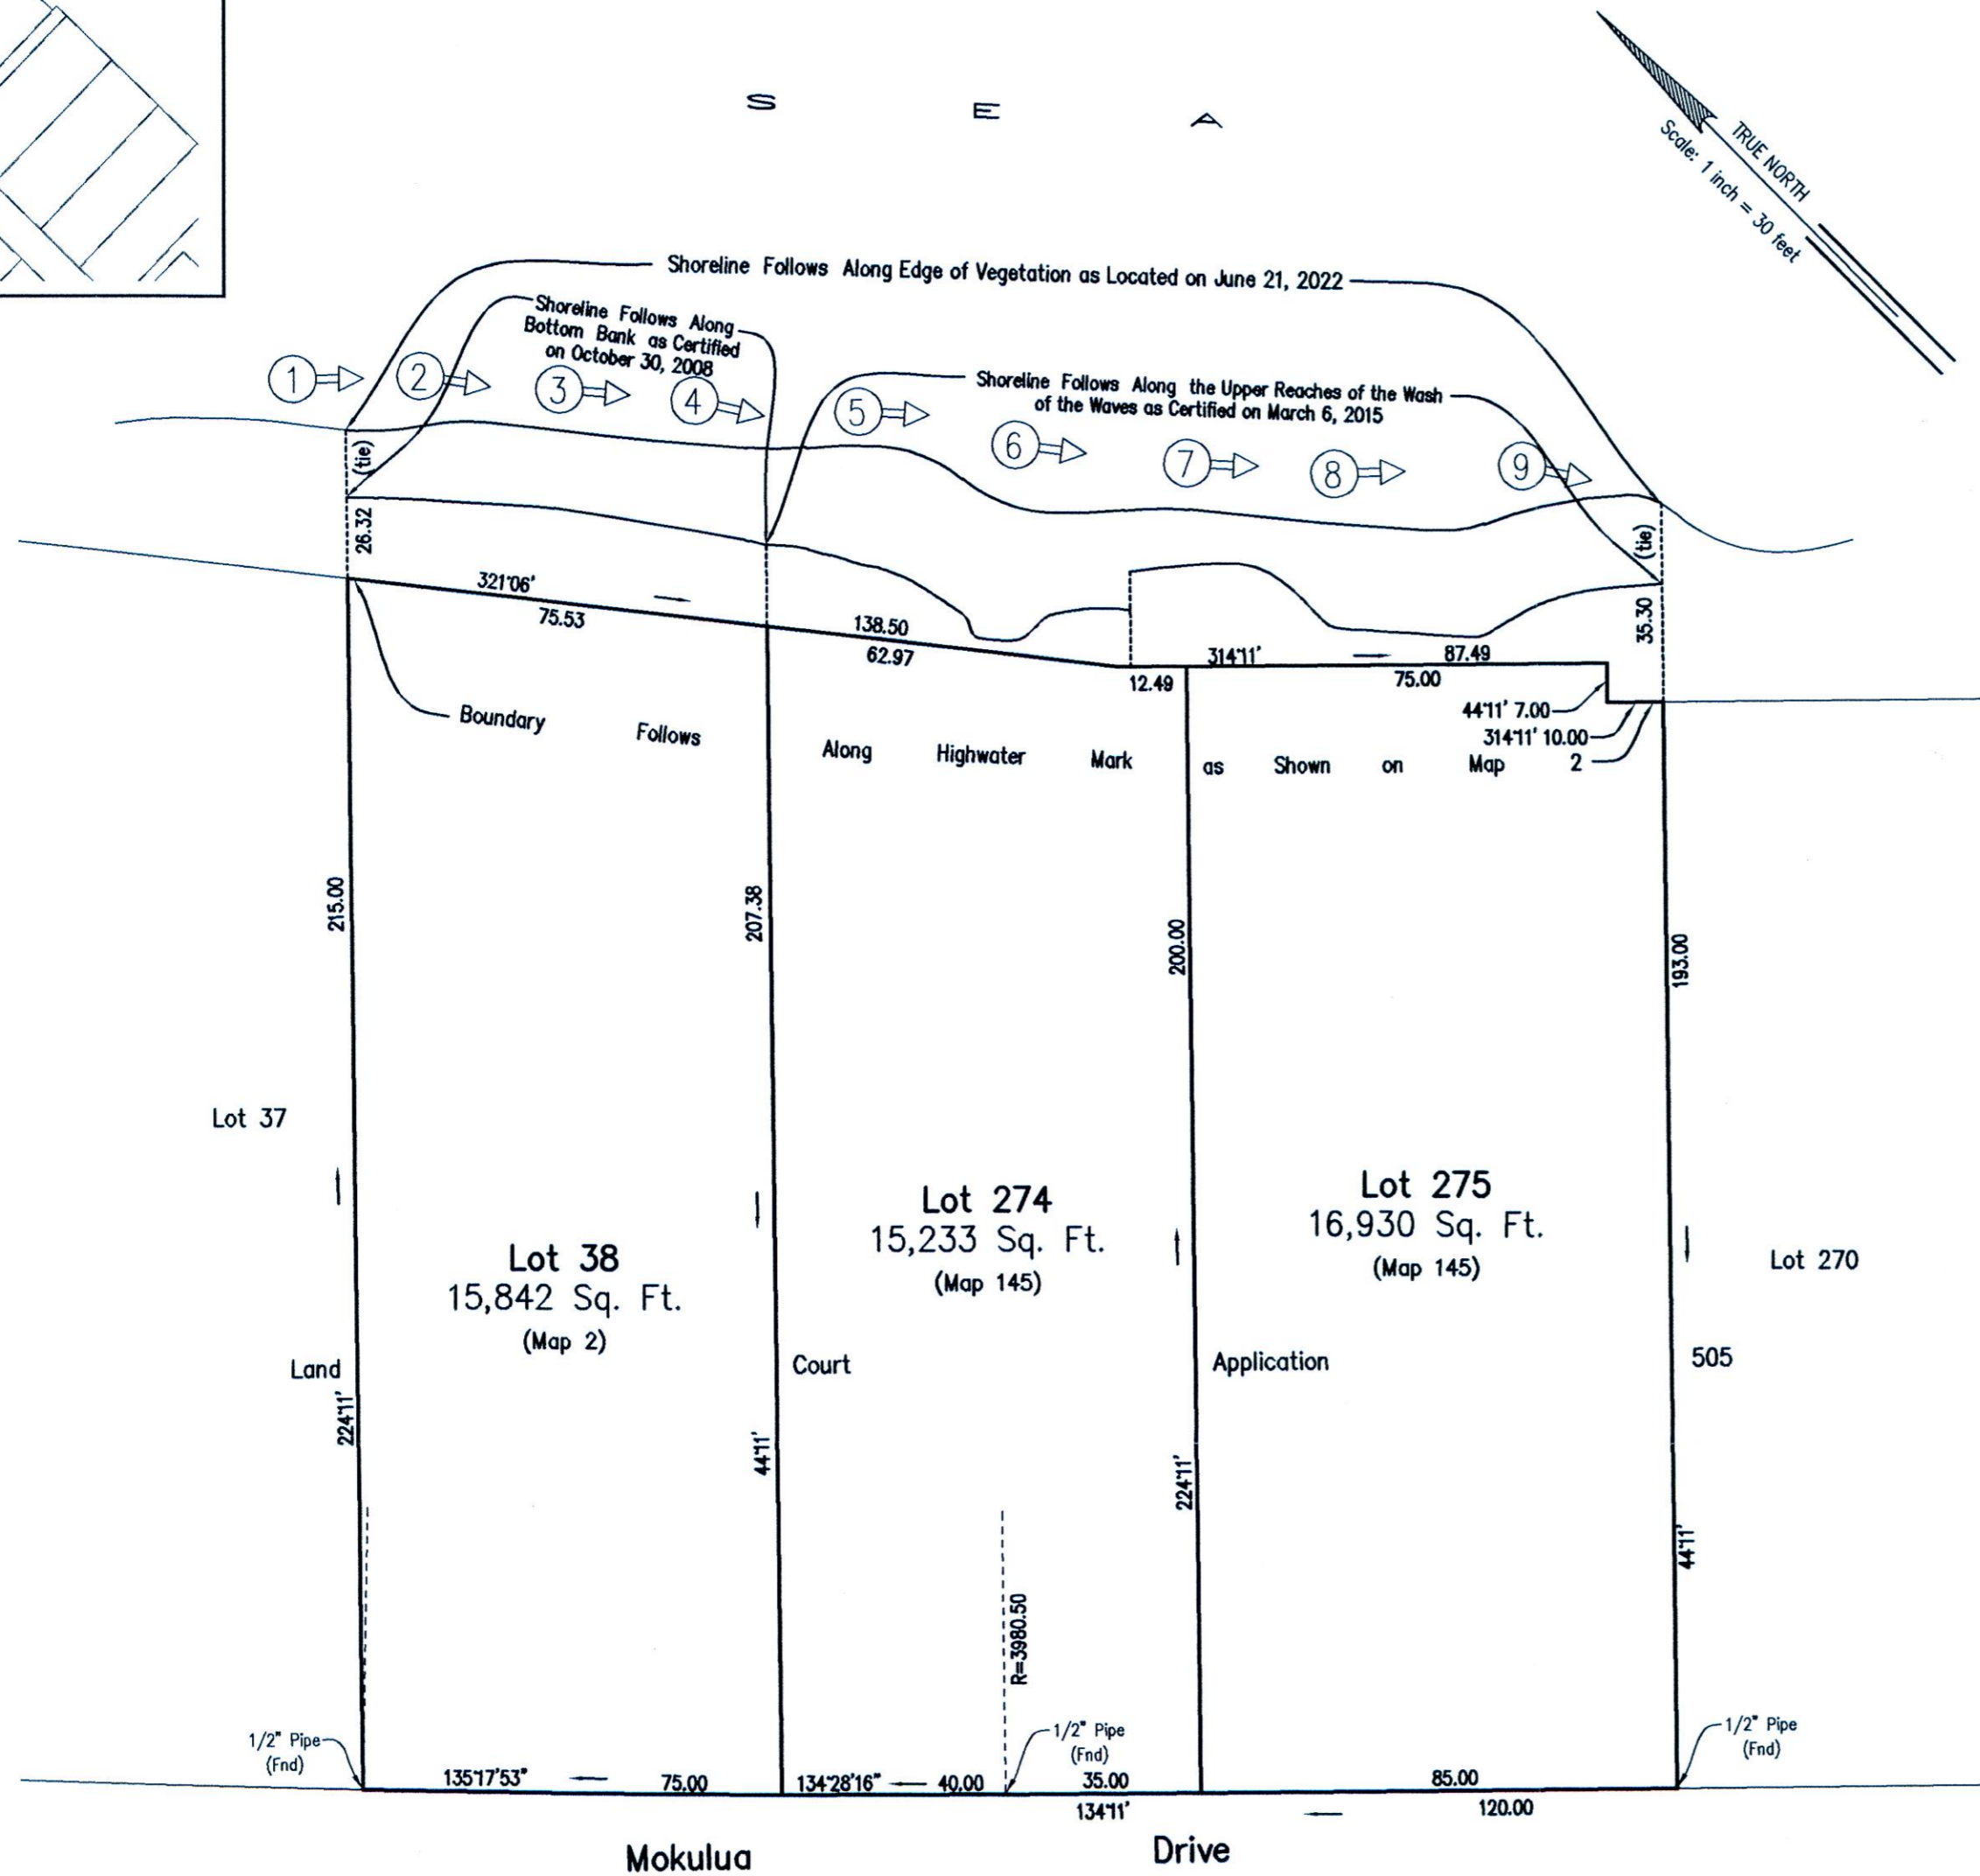 S E A
TRUE NORTH
Scale: 1 inch = 30 feet
Shoreline Follows Along Edge of Vegetation as Located on June 21, 2022
Shoreline Follows Along
Bottom Bank as Certified
on October 30, 2008
Shoreline Follows Along the Upper Reaches of the Wash
of the Waves as Certified on March 6, 2015
1
2
3
4
5
6
7
8
9
(tie)
26.32
(tie)
35.30
321°06'
75.53
138.50
62.97
12.49
314°11'
87.49
75.00
44°11' 7.00
314°11' 10.00
Boundary Follows Along Highwater Mark as Shown on Map 2
215.00
207.38
200.00
193.00
Lot 37
Lot 38
15,842 Sq. Ft.
(Map 2)
Lot 274
15,233 Sq. Ft.
(Map 145)
Lot 275
16,930 Sq. Ft.
(Map 145)
Lot 270
Land Court Application 505
224°11'
44°11'
224°11'
44°11'
R=3980.50
1/2" Pipe
(Fnd)
1/2" Pipe
(Fnd)
1/2" Pipe
(Fnd)
135°17'53" 75.00
134°28'16" 40.00
35.00
85.00
134°11' 120.00
Mokulua Drive